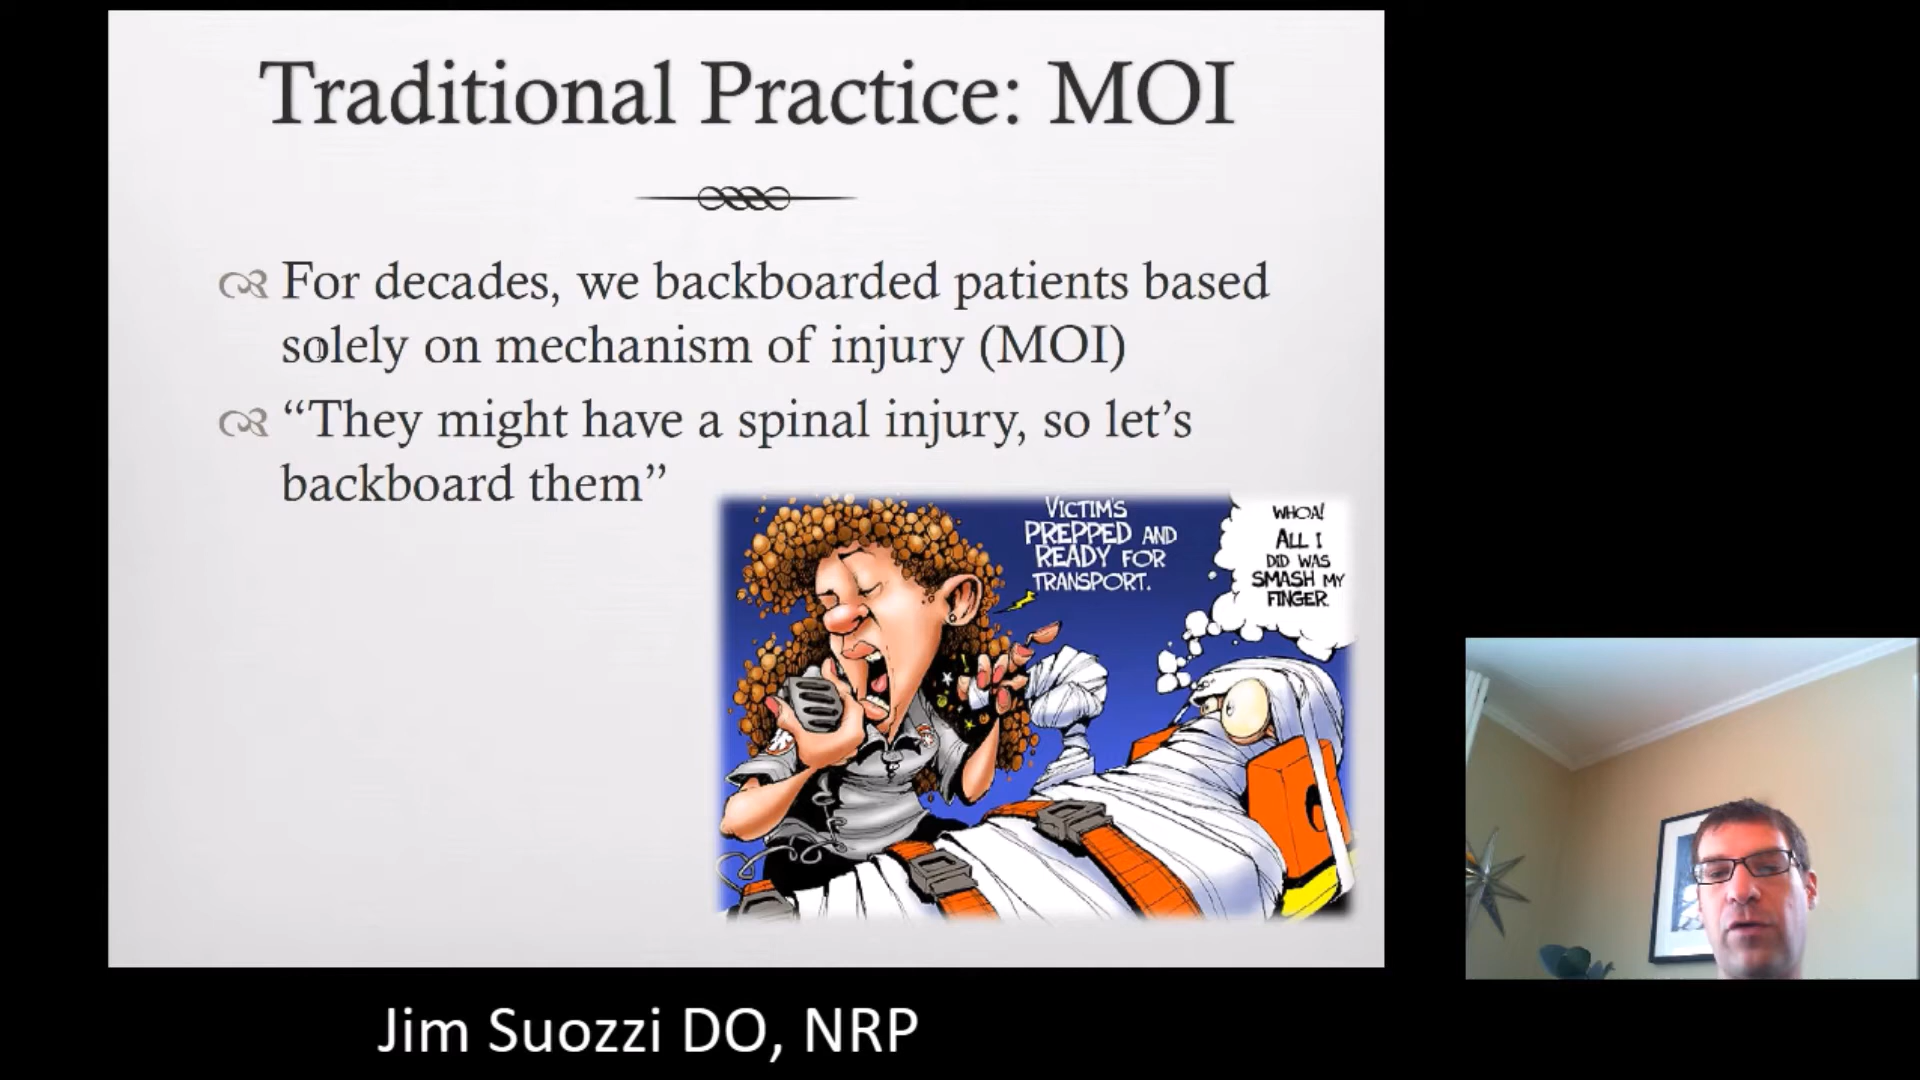 Traditional Practice: MOI
For decades, we backboarded patients based
solely on mechanism of injury (MOI)
“They might have a spinal injury, so let’s
backboard them”
VICTIM'S
PREPPED AND
READY FOR
TRANSPORT.
WHOA!
ALL I
DID WAS
SMASH MY
FINGER.
Jim Suozzi DO, NRP